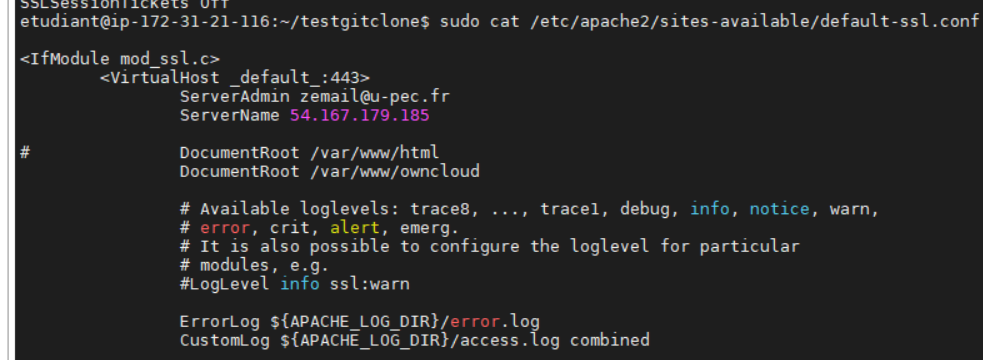 SSLSessionTickets Off
etudiant@ip-172-31-21-116:~/testgitclone$ sudo cat /etc/apache2/sites-available/default-ssl.conf
<IfModule mod_ssl.c>
<VirtualHost _default_:443>
ServerAdmin zemail@u-pec.fr
ServerName 54.167.179.185
# DocumentRoot /var/www/html
DocumentRoot /var/www/owncloud
# Available loglevels: trace8, ..., trace1, debug, info, notice, warn,
# error, crit, alert, emerg.
# It is also possible to configure the loglevel for particular
# modules, e.g.
#LogLevel info ssl:warn
ErrorLog ${APACHE_LOG_DIR}/error.log
CustomLog ${APACHE_LOG_DIR}/access.log combined